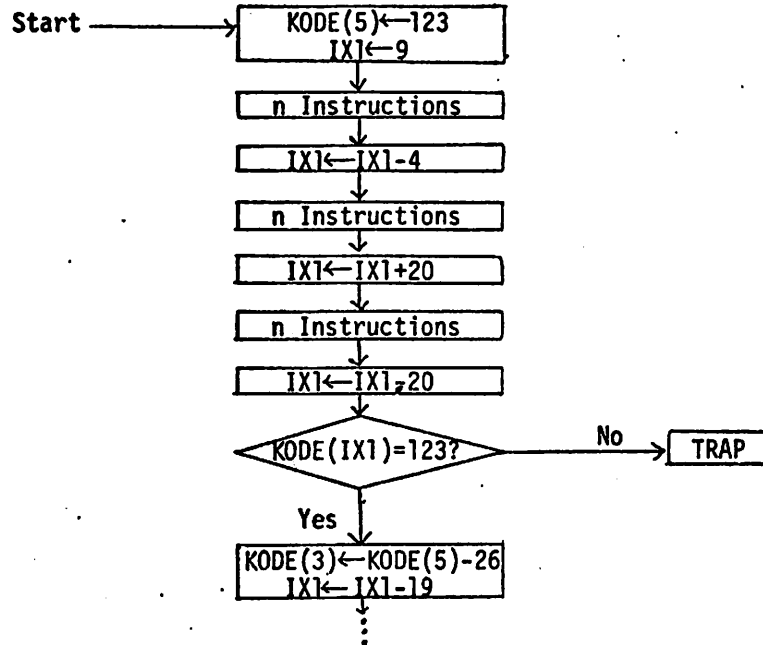 Start
KODE(5)←123
IX1←9
n Instructions
IX1←IX1-4
n Instructions
IX1←IX1+20
n Instructions
IX1←IX1-20
KODE(IX1)=123?
No
TRAP
Yes
KODE(3)←KODE(5)-26
IX1←IX1-19